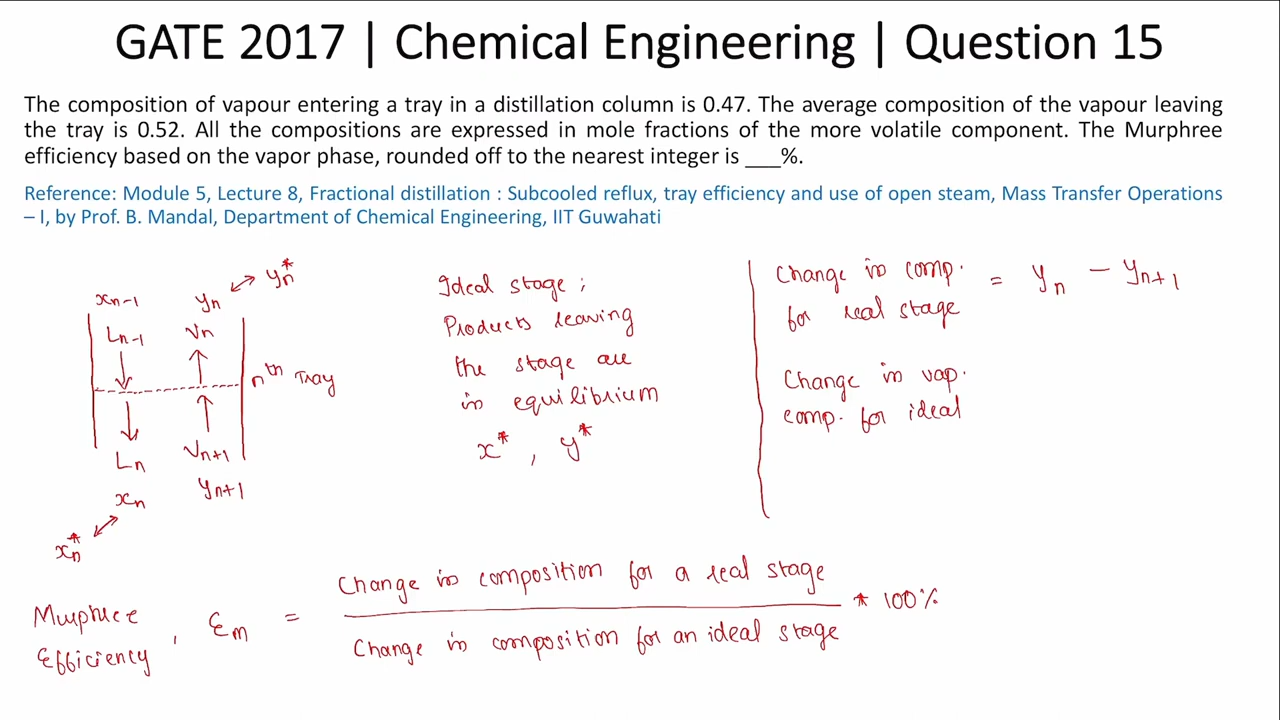 GATE 2017 | Chemical Engineering | Question 15
The composition of vapour entering a tray in a distillation column is 0.47. The average composition of the vapour leaving
the tray is 0.52. All the compositions are expressed in mole fractions of the more volatile component. The Murphree
efficiency based on the vapor phase, rounded off to the nearest integer is ___%.
Reference: Module 5, Lecture 8, Fractional distillation : Subcooled reflux, tray efficiency and use of open steam, Mass Transfer Operations
– I, by Prof. B. Mandal, Department of Chemical Engineering, IIT Guwahati
xn-1 yn ↔ yn*
Ln-1 Vn
nth Tray
Ln Vn+1
xn yn+1
xn*
Ideal stage ;
Products leaving
the stage are
in equilibrium
x* , y*
Change in comp. = yn – yn+1
for real stage
Change in vap.
comp. for ideal
Murphree
Efficiency , Em =
Change in composition for a real stage
Change in composition for an ideal stage
* 100%